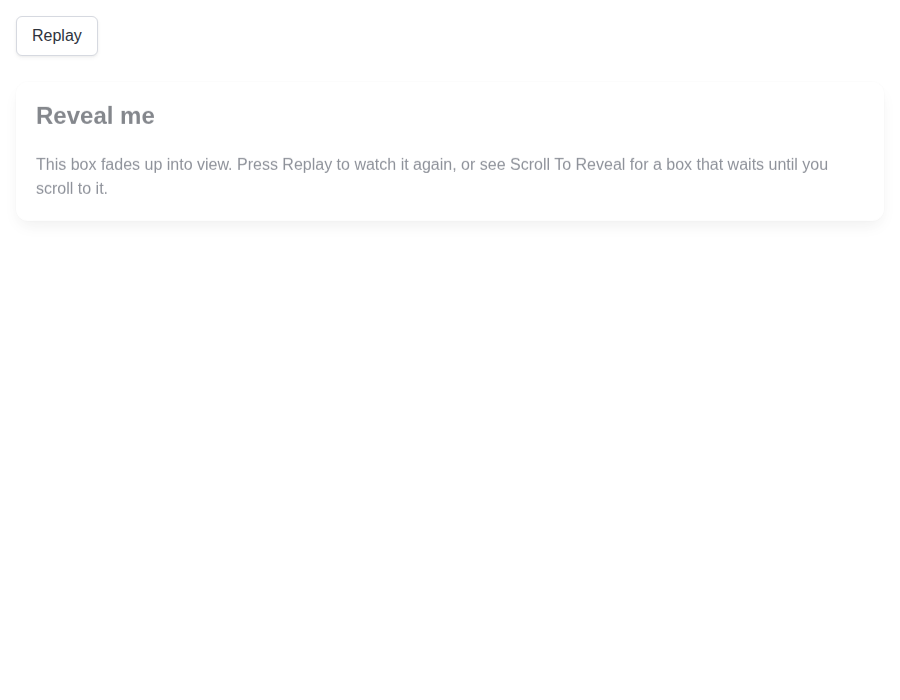 Replay
Reveal me
This box fades up into view. Press Replay to watch it again, or see Scroll To Reveal for a box that waits until you
scroll to it.